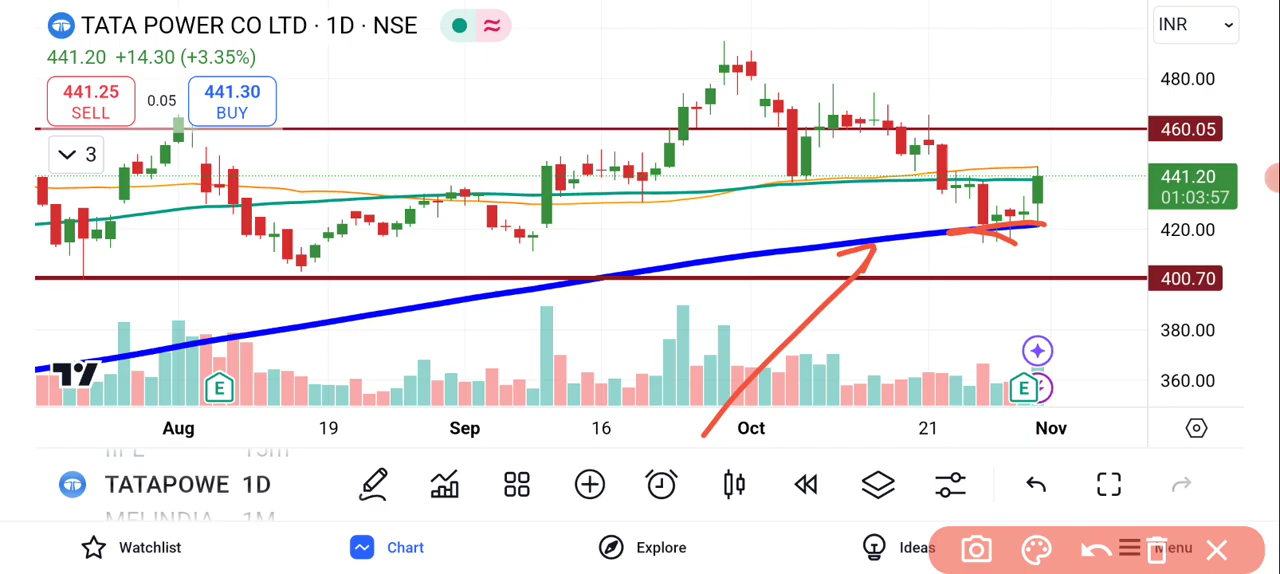 TATA POWER CO LTD · 1D · NSE
INR
441.20 +14.30 (+3.35%)
441.25
SELL
0.05
441.30
BUY
480.00
460.05
3
441.20
01:03:57
420.00
400.70
380.00
360.00
E
E
Aug 19 Sep 16 Oct 21 Nov
TATAPOWE 1D
Watchlist
Chart
Explore
Ideas
Menu